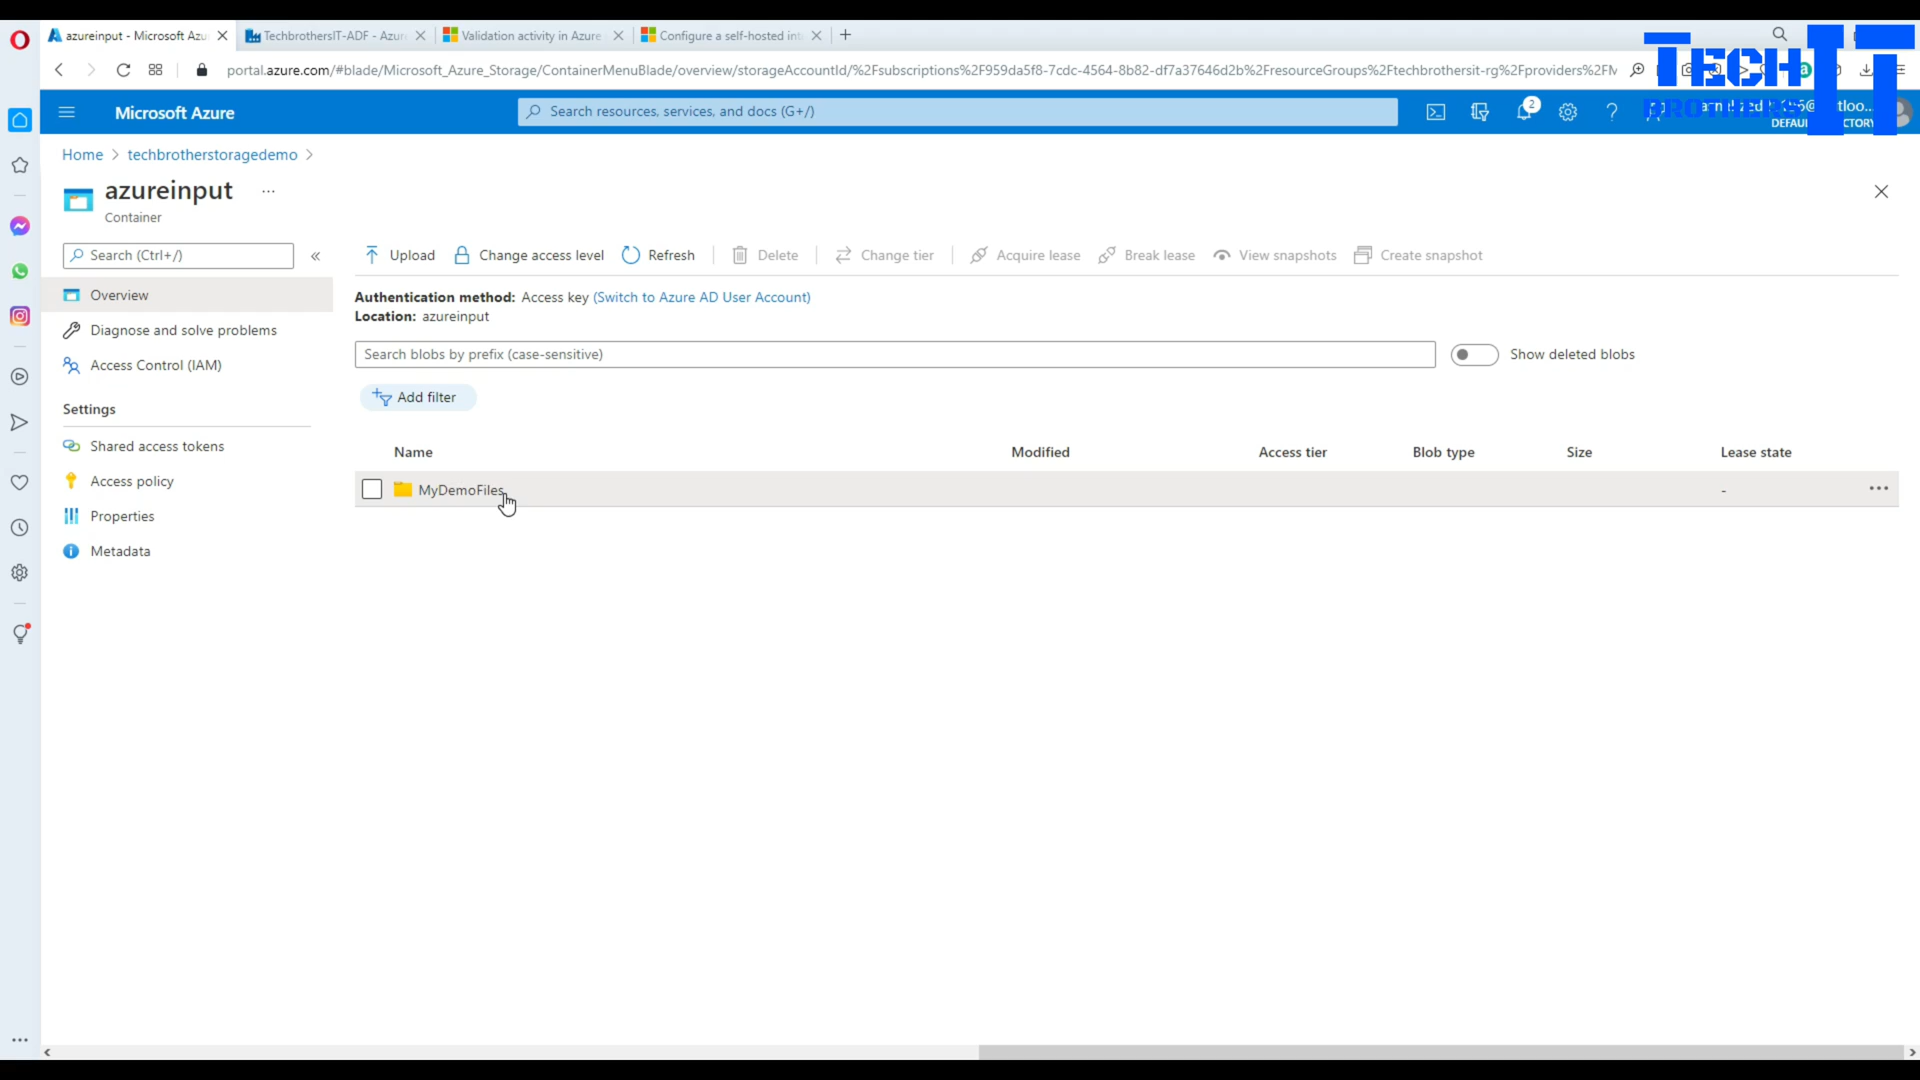 azureinput - Microsoft Azu
TechbrothersIT-ADF - Azur
Validation activity in Azure
Configure a self-hosted int
portal.azure.com/#blade/Microsoft_Azure_Storage/ContainerMenuBlade/overview/storageAccountId/%2Fsubscriptions%2F959da5f8-7cdc-4564-8b82-df7a37646d2b%2FresourceGroups%2Ftechbrothersit-rg%2Fproviders%2FM
TECH IT
BROTHERS
Microsoft Azure
Search resources, services, and docs (G+/)
2
Home > techbrotherstoragedemo >
azureinput ...
Container
Search (Ctrl+/)
«
Upload
Change access level
Refresh
Delete
Change tier
Acquire lease
Break lease
View snapshots
Create snapshot
Overview
Diagnose and solve problems
Access Control (IAM)
Settings
Shared access tokens
Access policy
Properties
Metadata
Authentication method: Access key (Switch to Azure AD User Account)
Location: azureinput
Search blobs by prefix (case-sensitive)
Show deleted blobs
Add filter
Name Modified Access tier Blob type Size Lease state
MyDemoFiles - ...